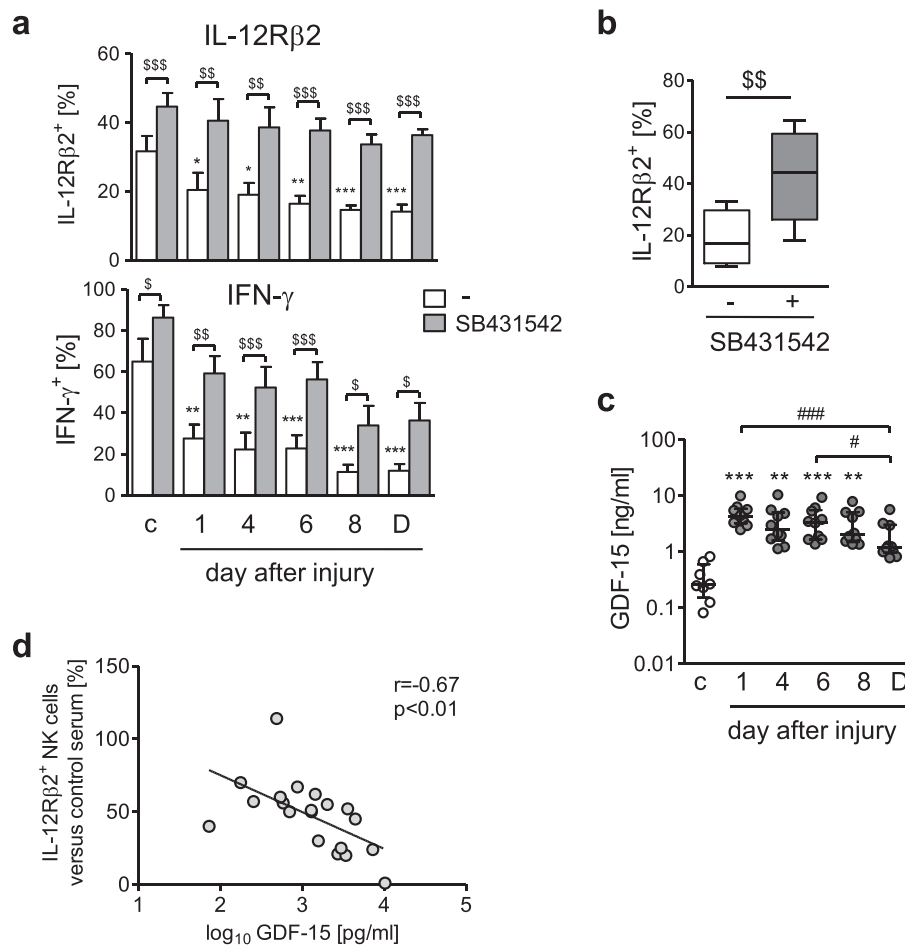 a
IL-12Rβ2
60
40
20
0
IL-12Rβ2+ [%]
$$$
$$
$$
$$$
$$$
$$$
*
*
**
***
***
IFN-γ
100
80
60
40
20
0
IFN-γ+ [%]
$
$$
$$$
$$$
$
$
**
**
***
***
***
-
SB431542
c 1 4 6 8 D
day after injury
b
80
60
40
20
0
IL-12Rβ2+ [%]
$$
- +
SB431542
c
###
#
*** ** *** **
100
10
1
0.1
0.01
GDF-15 [ng/ml]
c 1 4 6 8 D
day after injury
d
150
100
50
0
IL-12Rβ2+ NK cells
versus control serum [%]
r=-0.67
p<0.01
1 2 3 4 5
log10 GDF-15 [pg/ml]